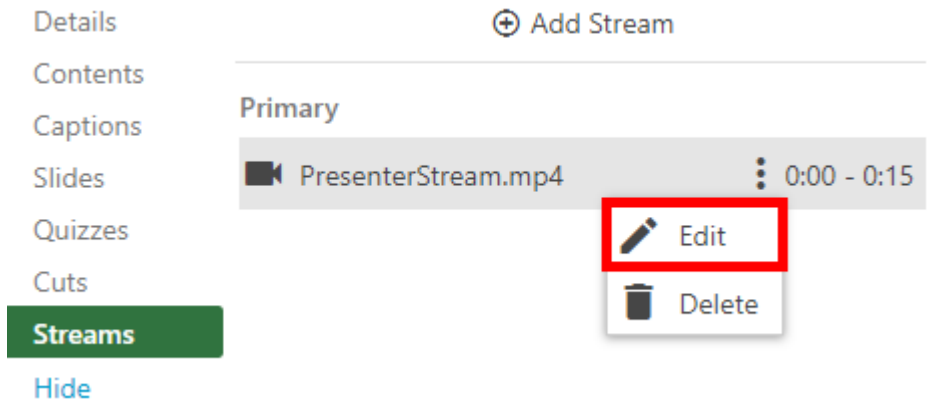 Details
Contents
Captions
Slides
Quizzes
Cuts
Streams
Hide
Add Stream
Primary
PresenterStream.mp4 0:00 - 0:15
Edit
Delete